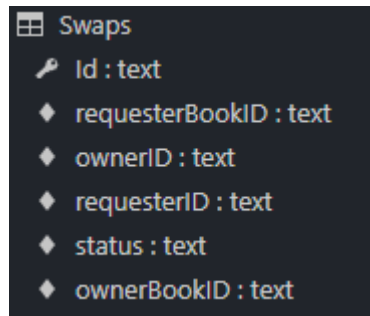 Swaps
Id : text
requesterBookID : text
ownerID : text
requesterID : text
status : text
ownerBookID : text